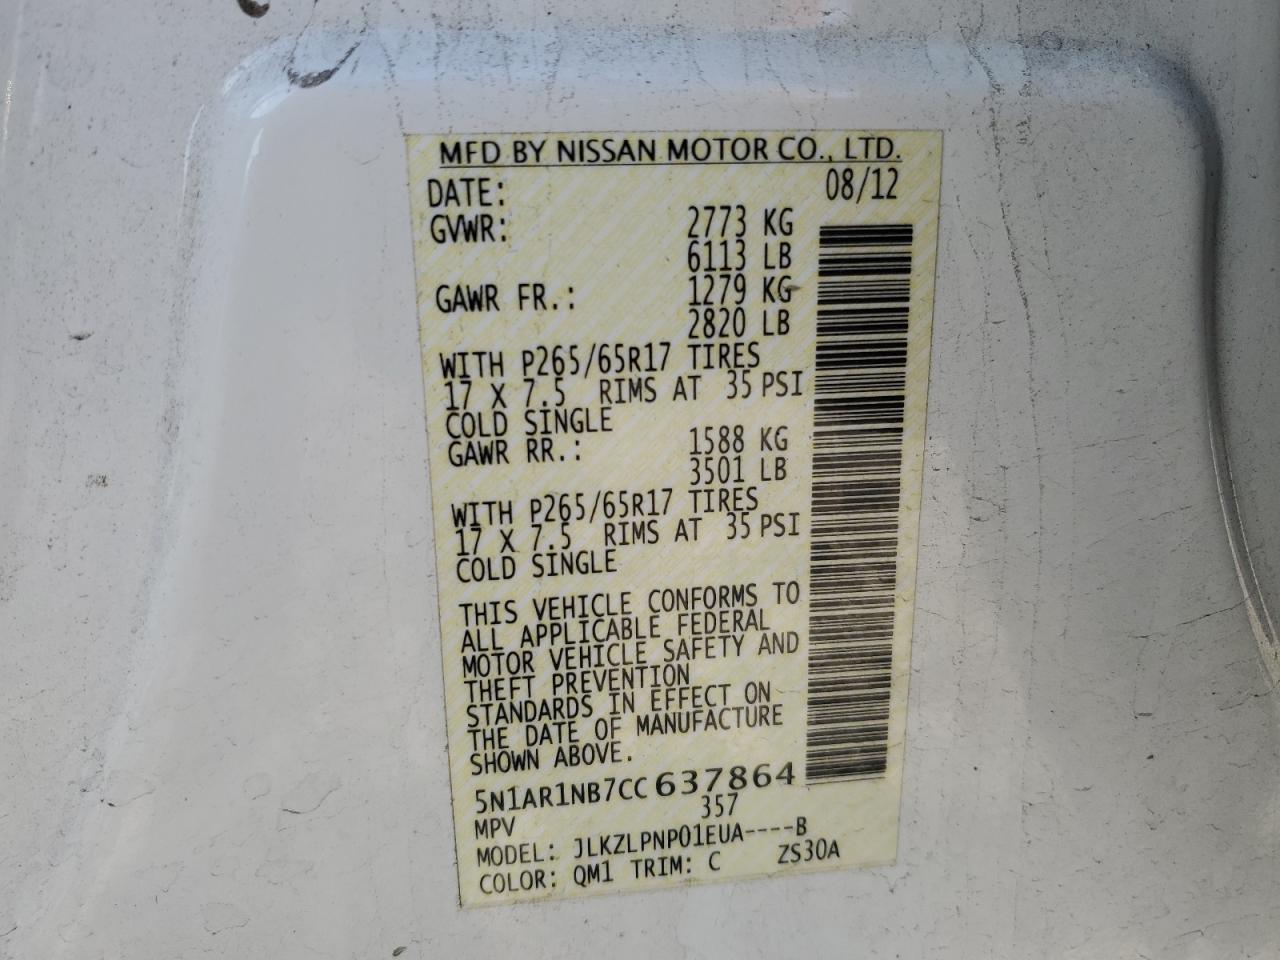 MFD BY NISSAN MOTOR CO., LTD.
DATE: 08/12
GVWR: 2773 KG
6113 LB
GAWR FR.: 1279 KG
2820 LB
WITH P265/65R17 TIRES
17 X 7.5 RIMS AT 35 PSI
COLD SINGLE
GAWR RR.: 1588 KG
3501 LB
WITH P265/65R17 TIRES
17 X 7.5 RIMS AT 35 PSI
COLD SINGLE
THIS VEHICLE CONFORMS TO
ALL APPLICABLE FEDERAL
MOTOR VEHICLE SAFETY AND
THEFT PREVENTION
STANDARDS IN EFFECT ON
THE DATE OF MANUFACTURE
SHOWN ABOVE.
5N1AR1NB7CC637864
MPV 357
MODEL: JLKZLPNP01EUA----B
COLOR: QM1 TRIM: C ZS30A